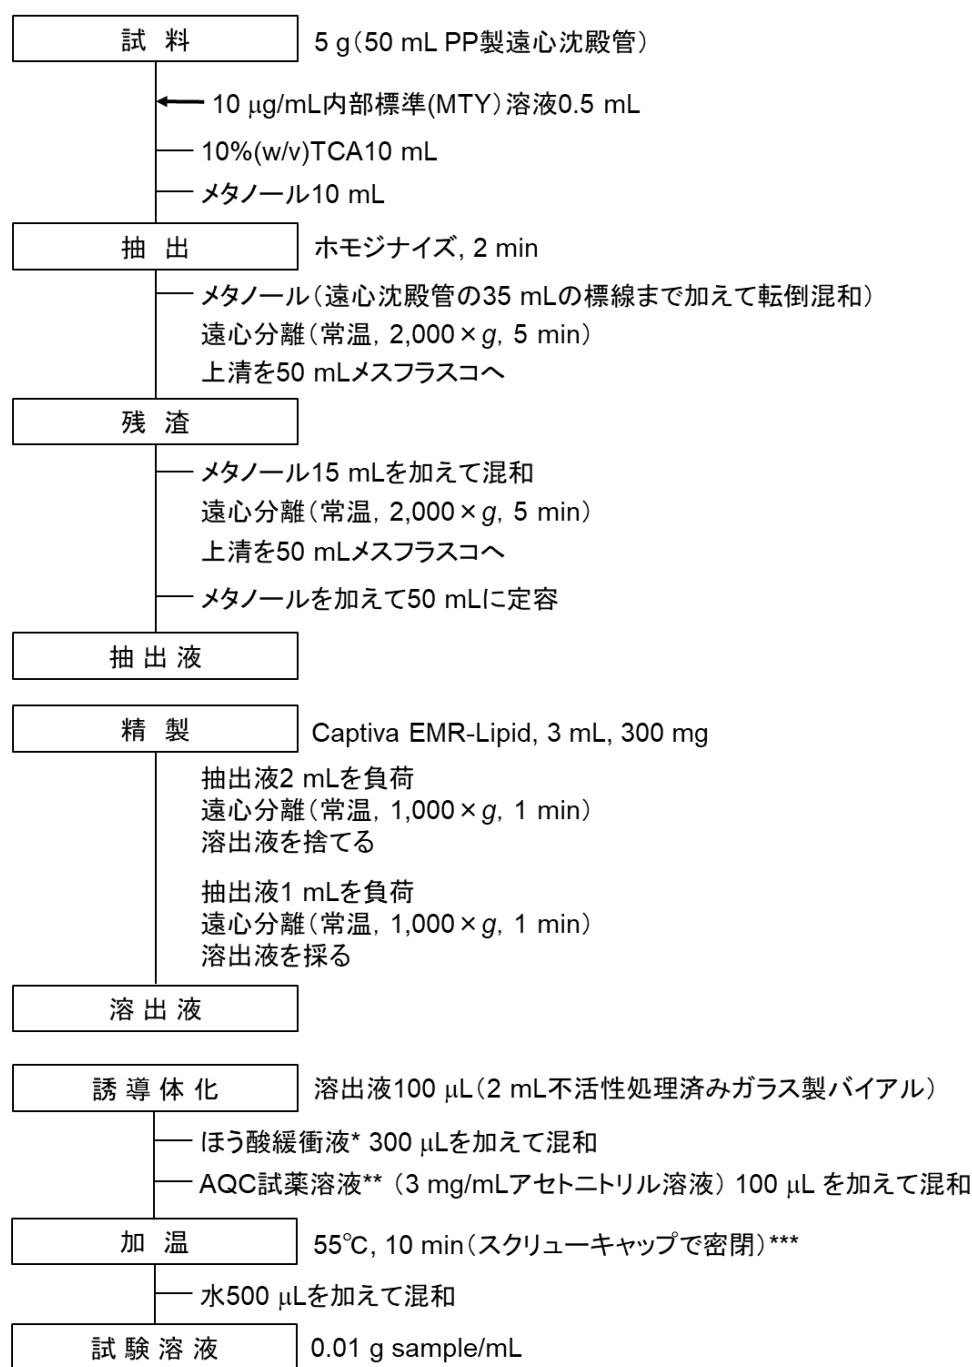 試 料 5 g（50 mL PP製遠心沈殿管）
10 μg/mL内部標準(MTY）溶液0.5 mL
10%(w/v)TCA10 mL
メタノール10 mL
抽 出 ホモジナイズ, 2 min
メタノール（遠心沈殿管の35 mLの標線まで加えて転倒混和）
遠心分離（常温, 2,000×g, 5 min）
上清を50 mLメスフラスコへ
残 渣
メタノール15 mLを加えて混和
遠心分離（常温, 2,000×g, 5 min）
上清を50 mLメスフラスコへ
メタノールを加えて50 mLに定容
抽 出 液
精 製 Captiva EMR-Lipid, 3 mL, 300 mg
抽出液2 mLを負荷
遠心分離（常温, 1,000×g, 1 min）
溶出液を捨てる
抽出液1 mLを負荷
遠心分離（常温, 1,000×g, 1 min）
溶出液を採る
溶 出 液
誘 導 体 化 溶出液100 μL（2 mL不活性処理済みガラス製バイアル）
ほう酸緩衝液* 300 μLを加えて混和
AQC試薬溶液** （3 mg/mLアセトニトリル溶液） 100 μL を加えて混和
加 温 55℃, 10 min（スクリューキャップで密閉）***
水500 μLを加えて混和
試 験 溶 液 0.01 g sample/mL